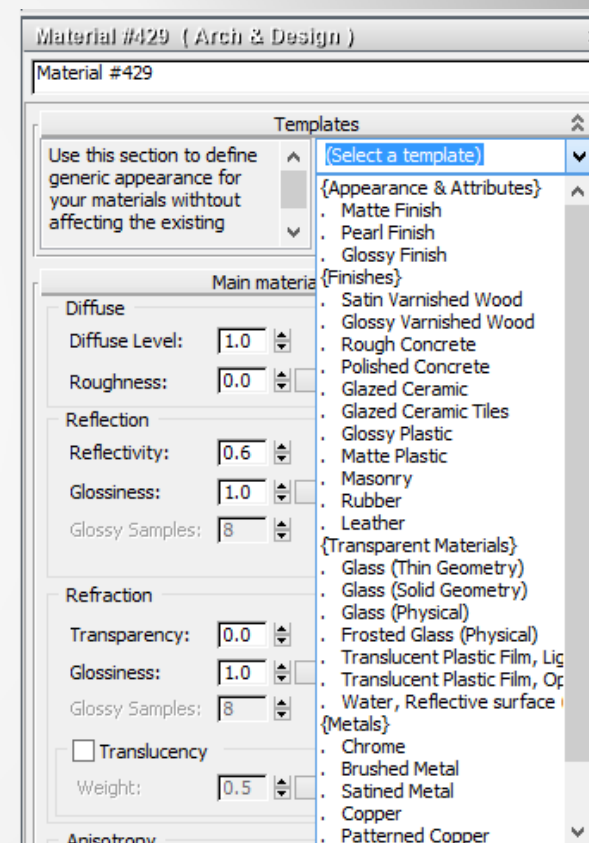 Material #429 ( Arch & Design )
Material #429
Templates
Use this section to define
generic appearance for
your materials withtout
affecting the existing
(Select a template)
{Appearance & Attributes}
. Matte Finish
. Pearl Finish
. Glossy Finish
{Finishes}
. Satin Varnished Wood
. Glossy Varnished Wood
. Rough Concrete
. Polished Concrete
. Glazed Ceramic
. Glazed Ceramic Tiles
. Glossy Plastic
. Matte Plastic
. Masonry
. Rubber
. Leather
{Transparent Materials}
. Glass (Thin Geometry)
. Glass (Solid Geometry)
. Glass (Physical)
. Frosted Glass (Physical)
. Translucent Plastic Film, Lig
. Translucent Plastic Film, Op
. Water, Reflective surface
{Metals}
. Chrome
. Brushed Metal
. Satined Metal
. Copper
. Patterned Copper
Main materia
Diffuse
Diffuse Level: 1.0
Roughness: 0.0
Reflection
Reflectivity: 0.6
Glossiness: 1.0
Glossy Samples: 8
Refraction
Transparency: 0.0
Glossiness: 1.0
Glossy Samples: 8
Translucency
Weight: 0.5
Anisotropy